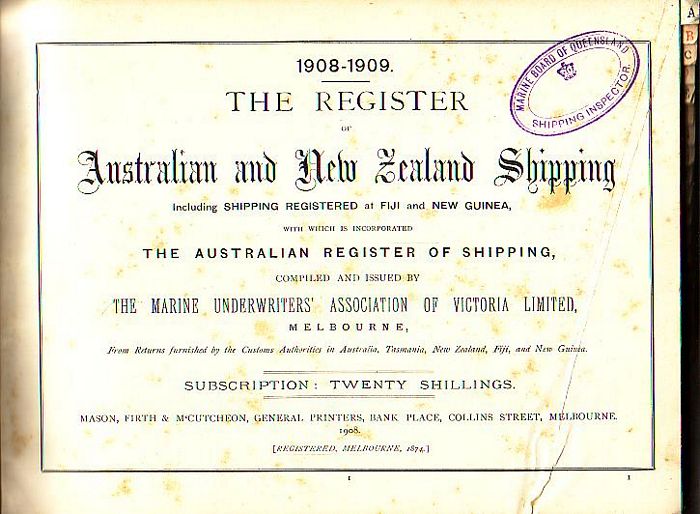 1908-1909.
THE REGISTER
OF
Australian and New Zealand Shipping
Including SHIPPING REGISTERED at FIJI and NEW GUINEA,
WITH WHICH IS INCORPORATED
THE AUSTRALIAN REGISTER OF SHIPPING,
COMPILED AND ISSUED BY
THE MARINE UNDERWRITERS' ASSOCIATION OF VICTORIA LIMITED,
MELBOURNE,
From Returns furnished by the Customs Authorities in Australia, Tasmania, New Zealand, Fiji, and New Guinea.
SUBSCRIPTION: TWENTY SHILLINGS.
MASON, FIRTH & McCUTCHEON, GENERAL PRINTERS, BANK PLACE, COLLINS STREET, MELBOURNE.
1908.
[REGISTERED, MELBOURNE, 1874.]
MARINE BOARD OF QUEENSLAND
SHIPPING INSPECTOR.
A
B
C
1
1